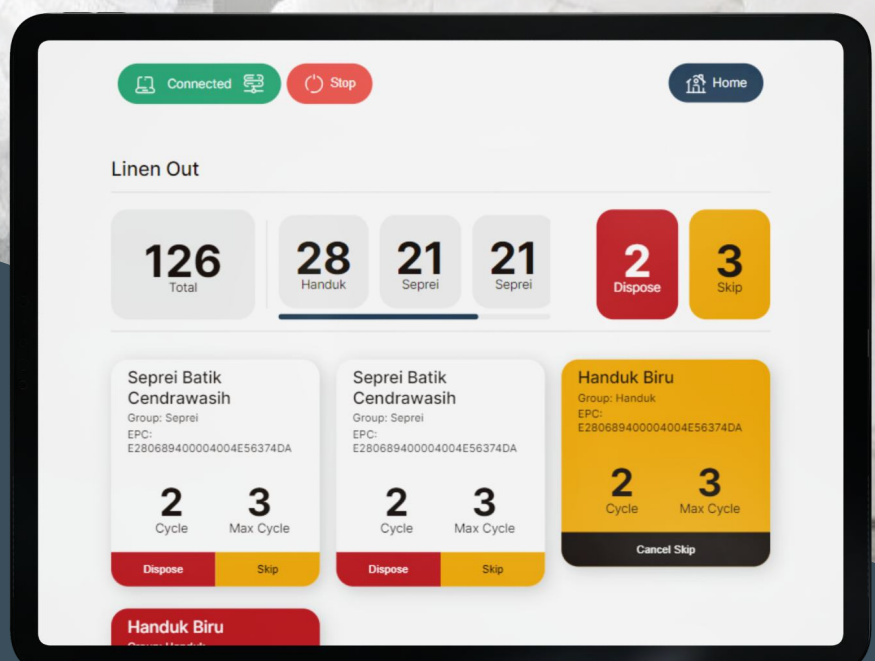 Connected
Stop
Home
Linen Out
126
Total
28
Handuk
21
Seprei
21
Seprei
2
Dispose
3
Skip
Seprei Batik
Cendrawasih
Group: Seprei
EPC:
E280689400004004E56374DA
2
Cycle
3
Max Cycle
Dispose
Skip
Seprei Batik
Cendrawasih
Group: Seprei
EPC:
E280689400004004E56374DA
2
Cycle
3
Max Cycle
Dispose
Skip
Handuk Biru
Group: Handuk
EPC:
E280689400004004E56374DA
2
Cycle
3
Max Cycle
Cancel Skip
Handuk Biru